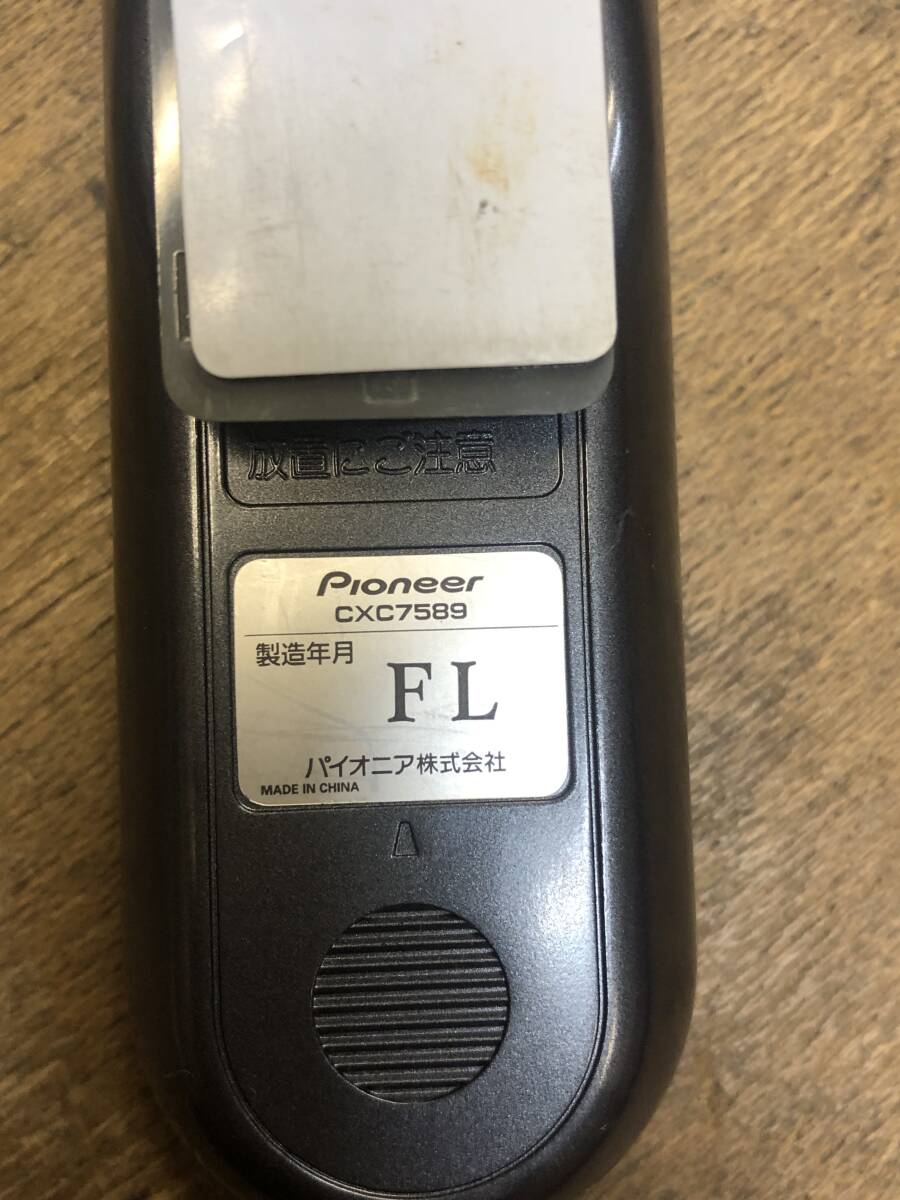 放置にご注意
Pioneer
CXC7589
製造年月
FL
パイオニア株式会社
MADE IN CHINA